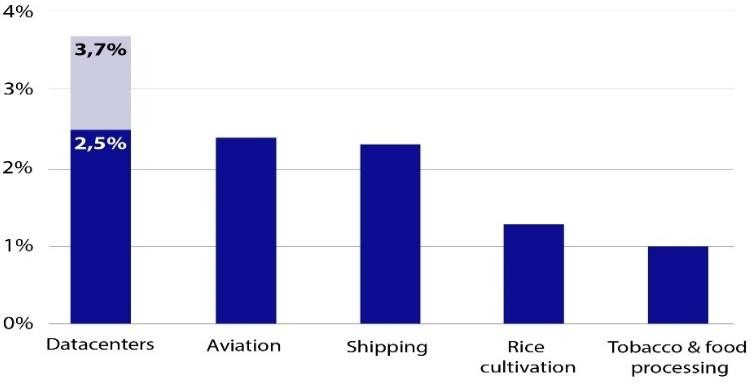 4%
3,7%
3%
2,5%
2%
1%
0%
Datacenters
Aviation
Shipping
Rice
cultivation
Tobacco & food
processing